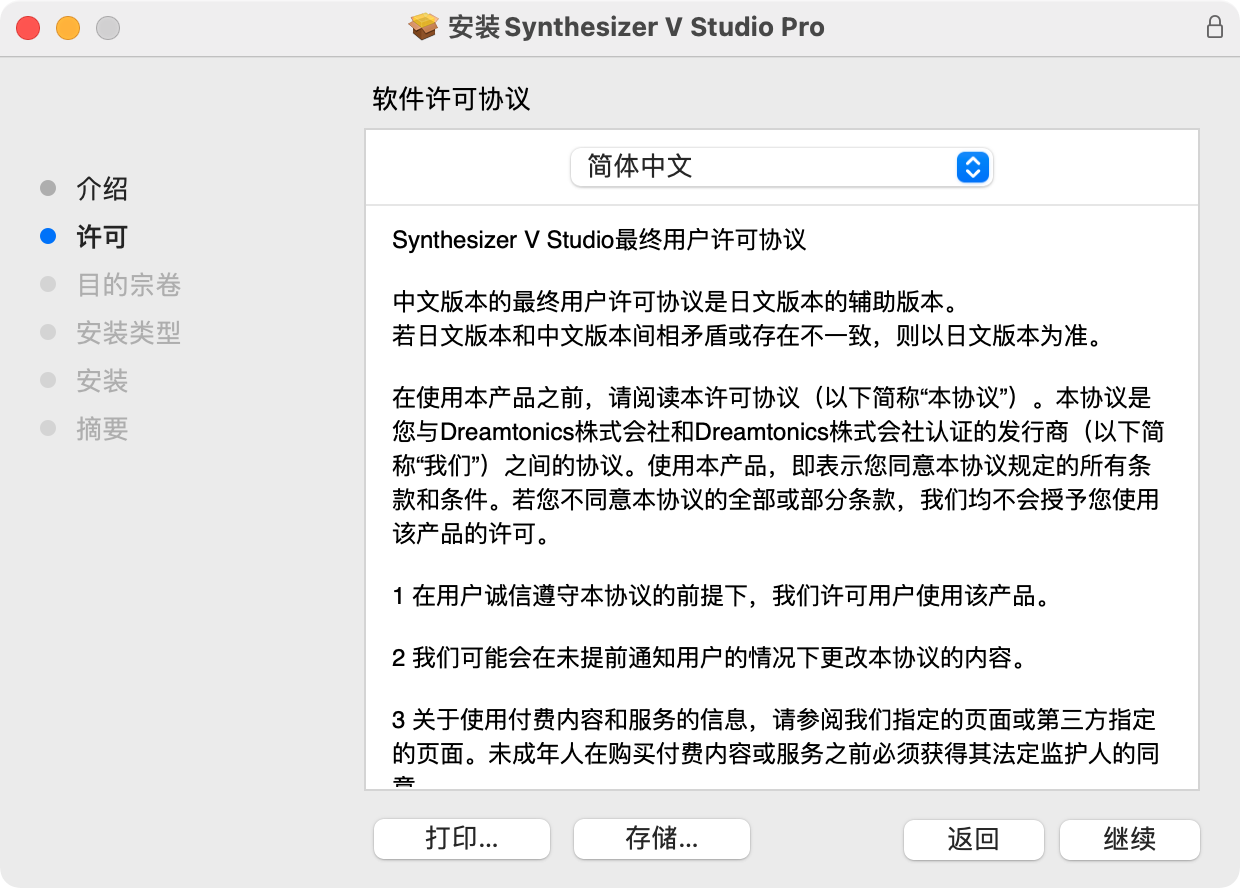 安装Synthesizer V Studio Pro
软件许可协议
介绍
许可
目的宗卷
安装类型
安装
摘要
简体中文
Synthesizer V Studio最终用户许可协议
中文版本的最终用户许可协议是日文版本的辅助版本。
若日文版本和中文版本间相矛盾或存在不一致，则以日文版本为准。
在使用本产品之前，请阅读本许可协议（以下简称“本协议”）。本协议是
您与Dreamtonics株式会社和Dreamtonics株式会社认证的发行商（以下简
称“我们”）之间的协议。使用本产品，即表示您同意本协议规定的所有条
款和条件。若您不同意本协议的全部或部分条款，我们均不会授予您使用
该产品的许可。
1 在用户诚信遵守本协议的前提下，我们许可用户使用该产品。
2 我们可能会在未提前通知用户的情况下更改本协议的内容。
3 关于使用付费内容和服务的信息，请参阅我们指定的页面或第三方指定
的页面。未成年人在购买付费内容或服务之前必须获得其法定监护人的同
意
打印...
存储...
返回
继续